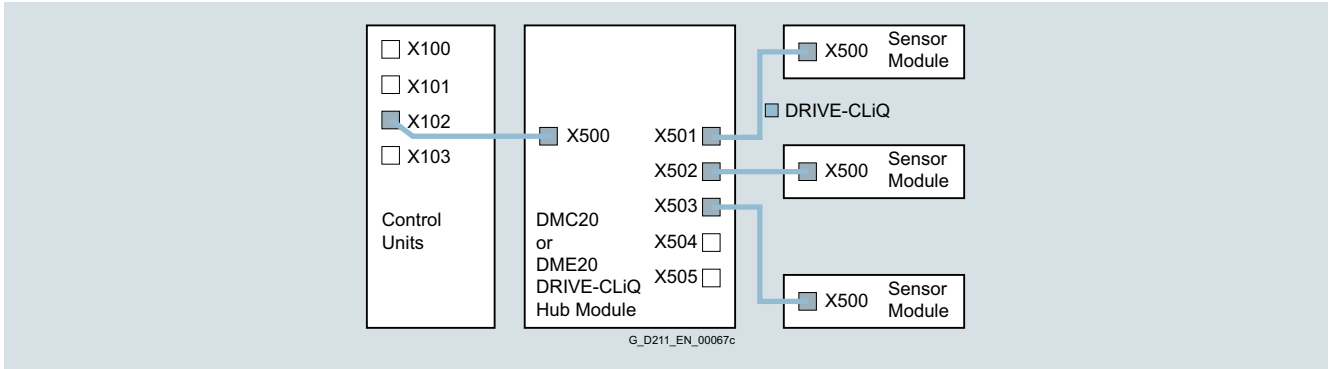 X100
X101
X102
X103
Control
Units
X500
X501
X502
X503
X504
X505
DMC20
or
DME20
DRIVE-CLiQ
Hub Module
X500
Sensor
Module
DRIVE-CLiQ
X500
Sensor
Module
X500
Sensor
Module
G_D211_EN_00067c